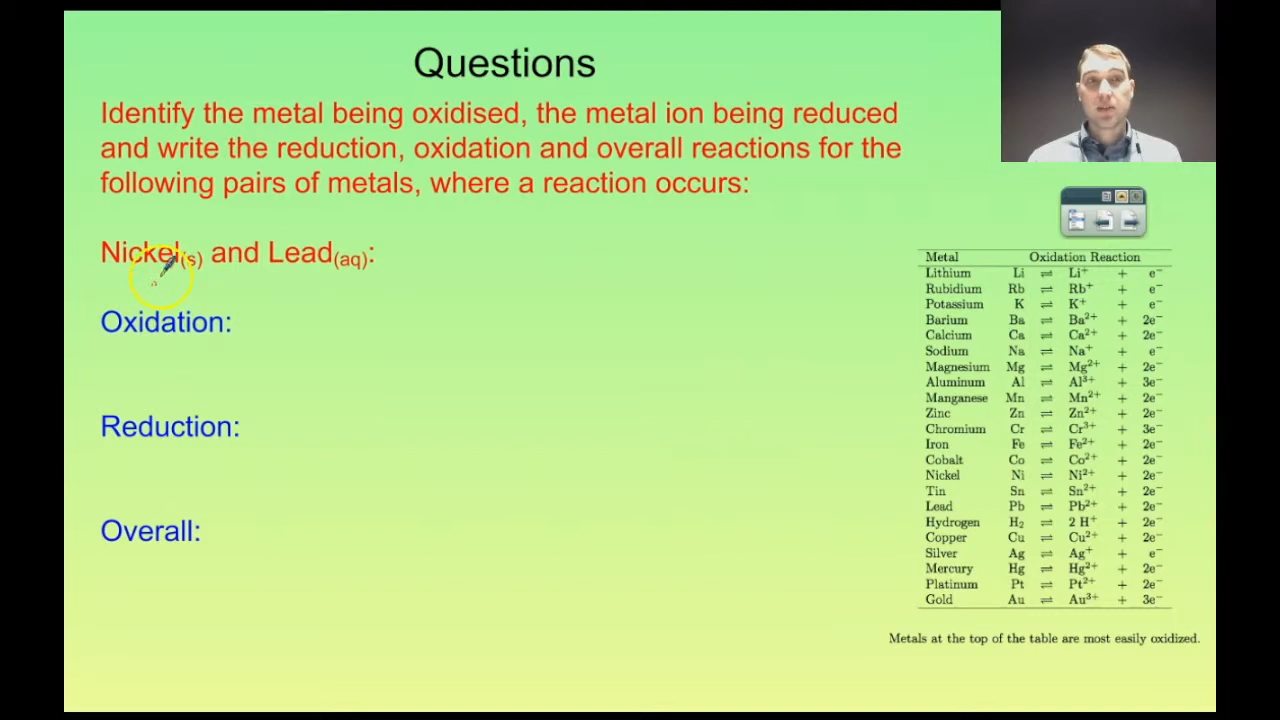 Questions
Identify the metal being oxidised, the metal ion being reduced
and write the reduction, oxidation and overall reactions for the
following pairs of metals, where a reaction occurs:
Nickel(s) and Lead(aq):
Oxidation:
Reduction:
Overall:
Metal Oxidation Reaction
Lithium Li ⇌ Li⁺ + e⁻
Rubidium Rb ⇌ Rb⁺ + e⁻
Potassium K ⇌ K⁺ + e⁻
Barium Ba ⇌ Ba²⁺ + 2e⁻
Calcium Ca ⇌ Ca²⁺ + 2e⁻
Sodium Na ⇌ Na⁺ + e⁻
Magnesium Mg ⇌ Mg²⁺ + 2e⁻
Aluminum Al ⇌ Al³⁺ + 3e⁻
Manganese Mn ⇌ Mn²⁺ + 2e⁻
Zinc Zn ⇌ Zn²⁺ + 2e⁻
Chromium Cr ⇌ Cr³⁺ + 3e⁻
Iron Fe ⇌ Fe²⁺ + 2e⁻
Cobalt Co ⇌ Co²⁺ + 2e⁻
Nickel Ni ⇌ Ni²⁺ + 2e⁻
Tin Sn ⇌ Sn²⁺ + 2e⁻
Lead Pb ⇌ Pb²⁺ + 2e⁻
Hydrogen H₂ ⇌ 2 H⁺ + 2e⁻
Copper Cu ⇌ Cu²⁺ + 2e⁻
Silver Ag ⇌ Ag⁺ + e⁻
Mercury Hg ⇌ Hg²⁺ + 2e⁻
Platinum Pt ⇌ Pt²⁺ + 2e⁻
Gold Au ⇌ Au³⁺ + 3e⁻
Metals at the top of the table are most easily oxidized.